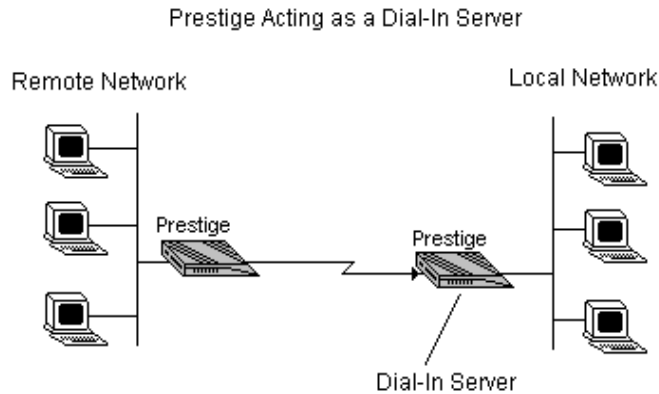 Prestige Acting as a Dial-In Server
Remote Network
Local Network
Prestige
Prestige
Dial-In Server